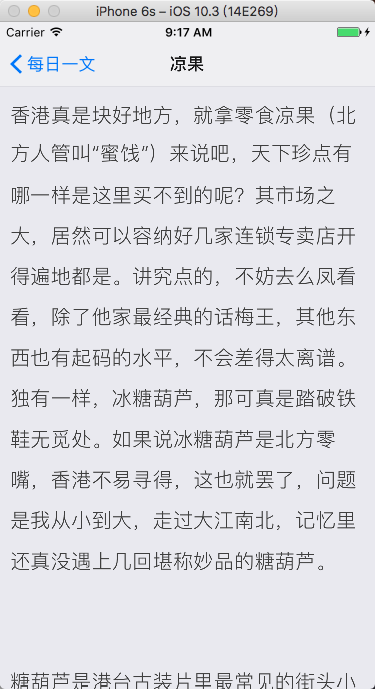 iPhone 6s – iOS 10.3 (14E269)
Carrier 9:17 AM
每日一文 凉果
香港真是块好地方，就拿零食凉果（北
方人管叫“蜜饯”）来说吧，天下珍点有
哪一样是这里买不到的呢？其市场之
大，居然可以容纳好几家连锁专卖店开
得遍地都是。讲究点的，不妨去么凤看
看，除了他家最经典的话梅王，其他东
西也有起码的水平，不会差得太离谱。
独有一样，冰糖葫芦，那可真是踏破铁
鞋无觅处。如果说冰糖葫芦是北方零
嘴，香港不易寻得，这也就罢了，问题
是我从小到大，走过大江南北，记忆里
还真没遇上几回堪称妙品的糖葫芦。
糖葫芦是港台古装片里最常见的街头小